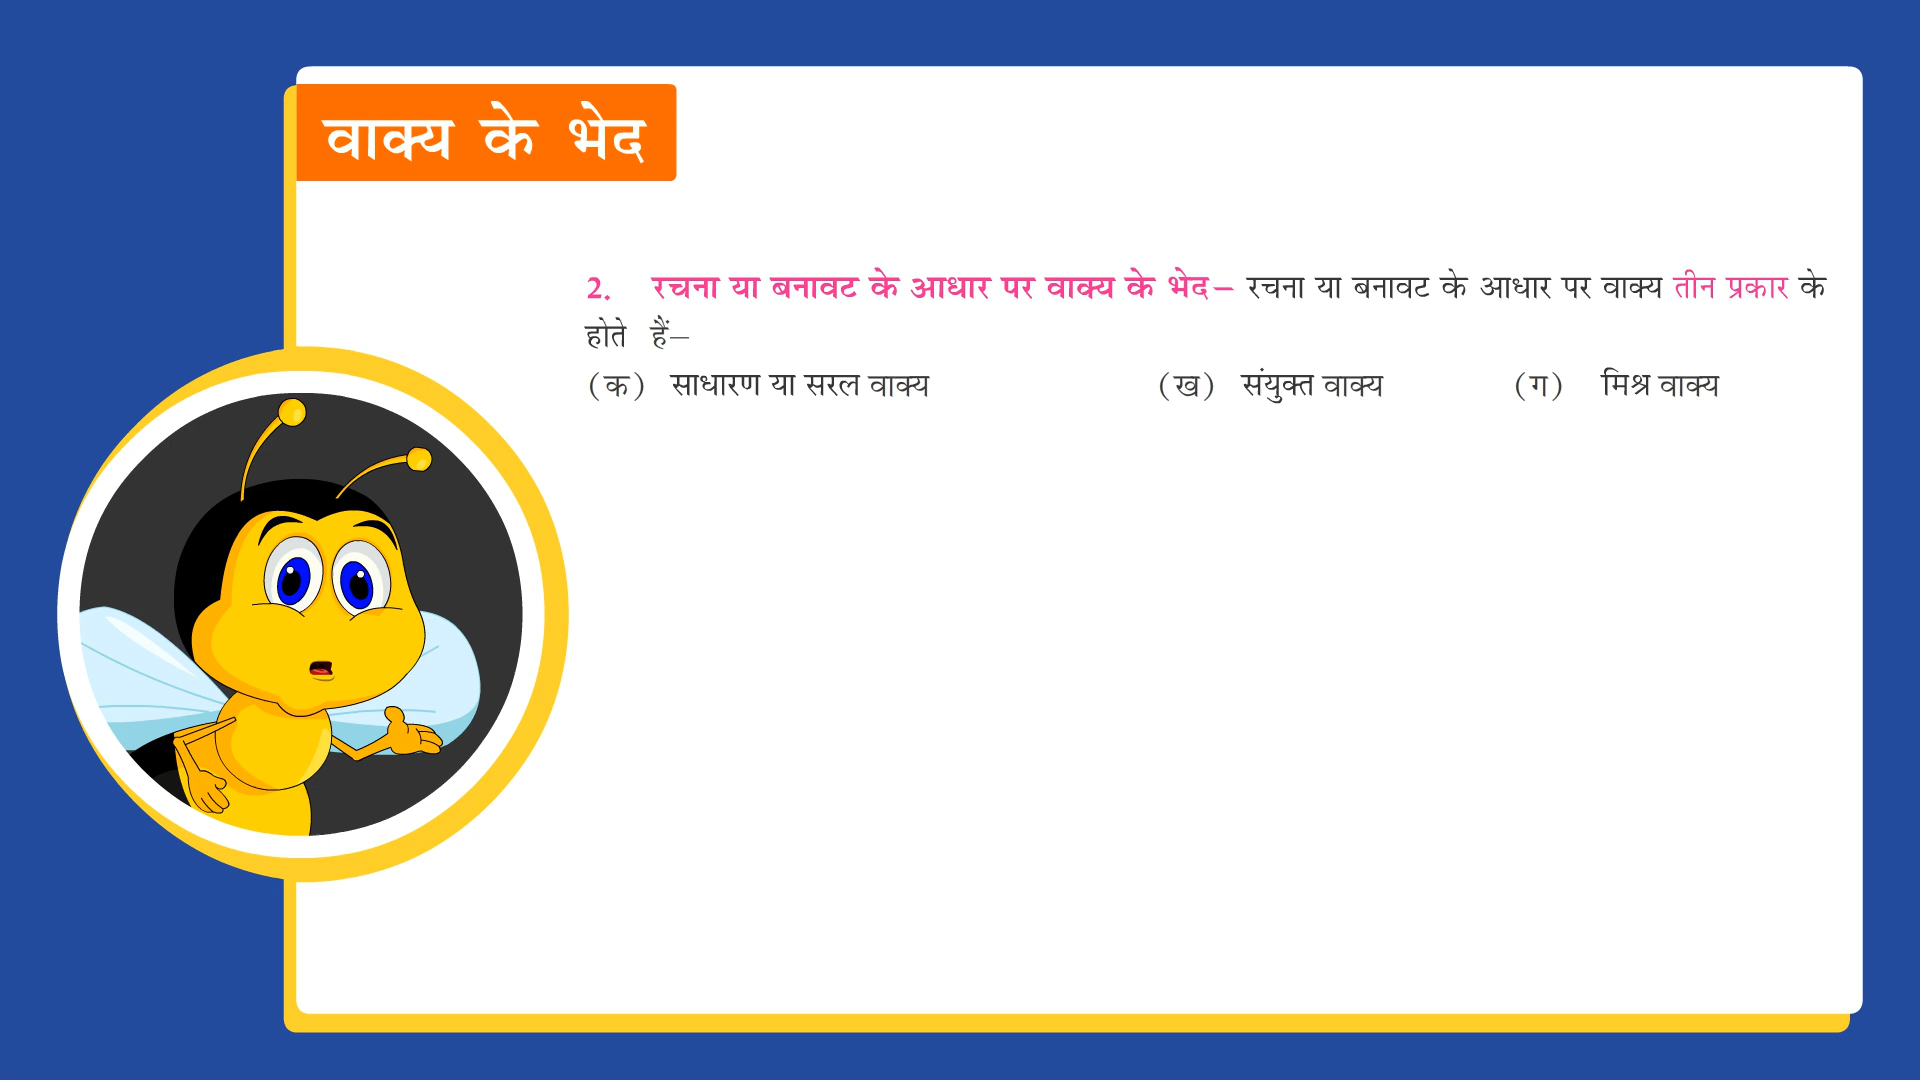 वाक्य के भेद
2. रचना या बनावट के आधार पर वाक्य के भेद– रचना या बनावट के आधार पर वाक्य तीन प्रकार के
होते हैं–
(क) साधारण या सरल वाक्य (ख) संयुक्त वाक्य (ग) मिश्र वाक्य